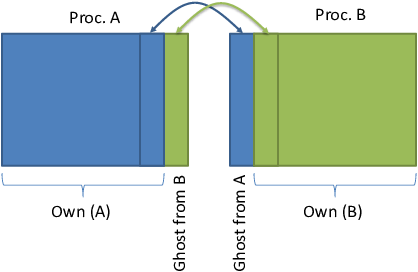 Proc. A
Proc. B
Own (A)
Ghost from B
Ghost from A
Own (B)